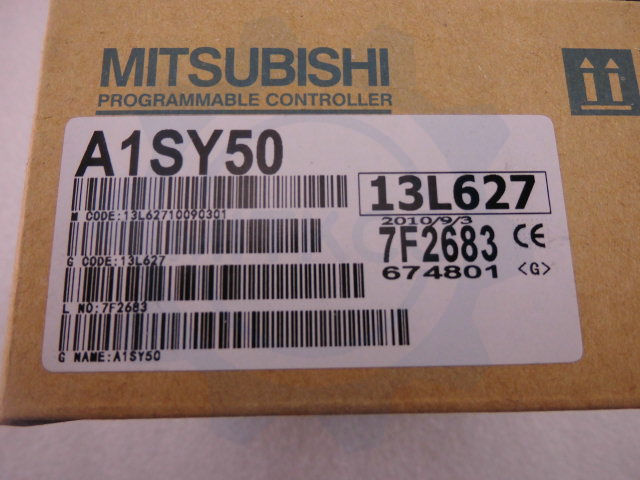 MITSUBISHI
PROGRAMMABLE CONTROLLER
A1SY50
13L627
M CODE:13L62710090301
2010/9/3
7F2683 CE
G CODE:13L627
674801 <G>
L NO:7F2683
G NAME:A1SY50